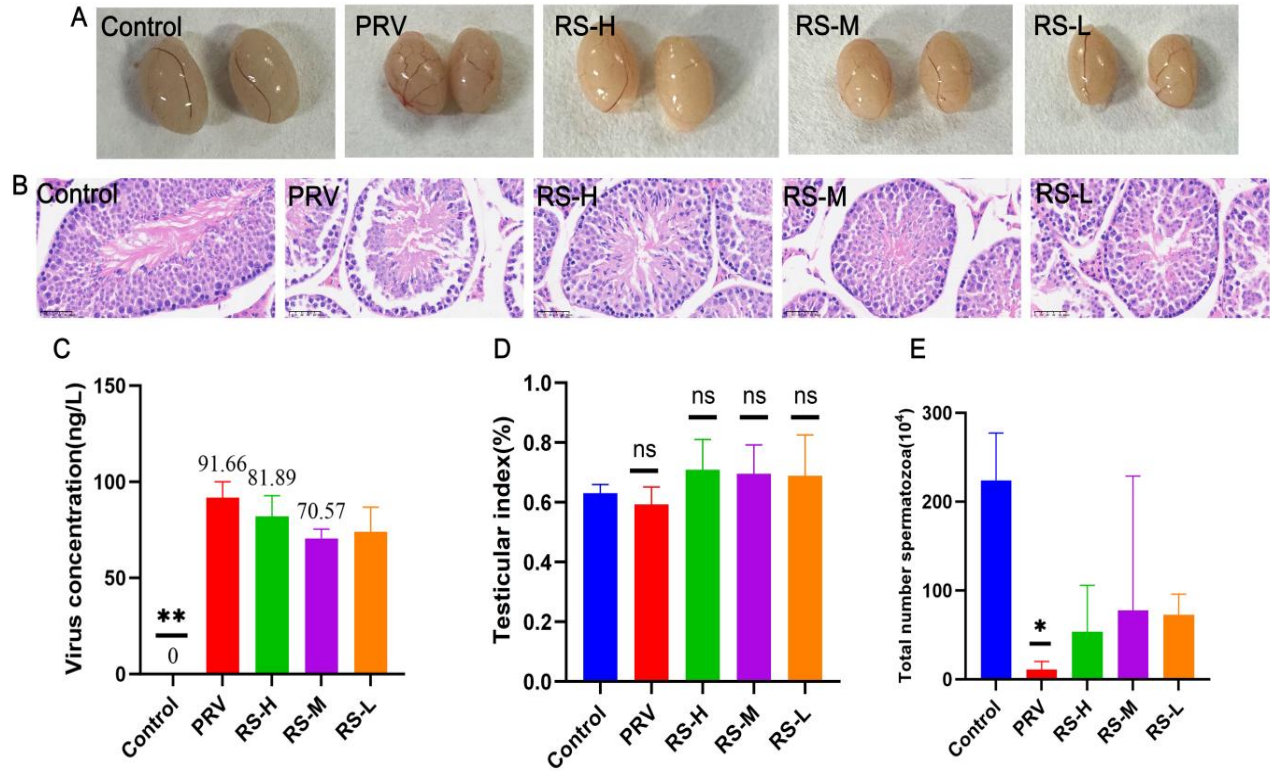 A
Control
PRV
RS-H
RS-M
RS-L
B
Control
PRV
RS-H
RS-M
RS-L
C
Virus concentration(ng/L)
150
100
50
0
**
0
91.66
81.89
70.57
Control
PRV
RS-H
RS-M
RS-L
D
Testicular index(%)
1.0
0.8
0.6
0.4
0.2
0.0
ns
ns
ns
ns
Control
PRV
RS-H
RS-M
RS-L
E
Total number spermatozoa(10⁴)
300
200
100
0
*
Control
PRV
RS-H
RS-M
RS-L